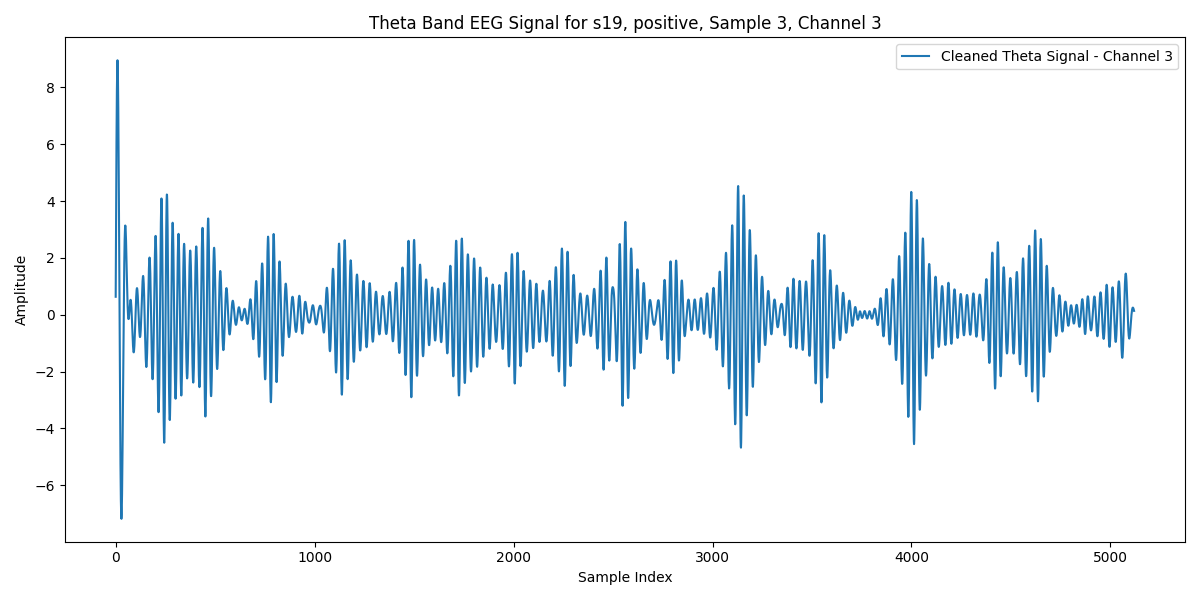 Theta Band EEG Signal for s19, positive, Sample 3, Channel 3
Cleaned Theta Signal - Channel 3
8
6
4
2
0
−2
−4
−6
Amplitude
0 1000 2000 3000 4000 5000
Sample Index